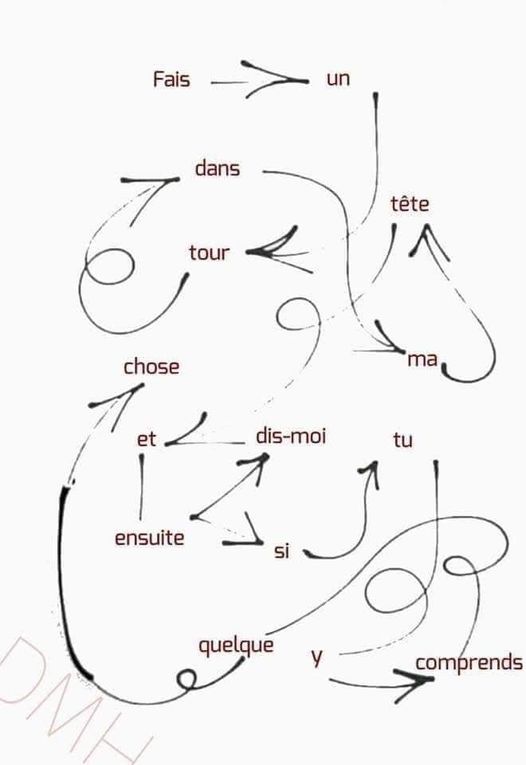 Fais un
dans
tête
tour
ma
chose
et dis-moi tu
ensuite
si
quelque
y comprends
DMH